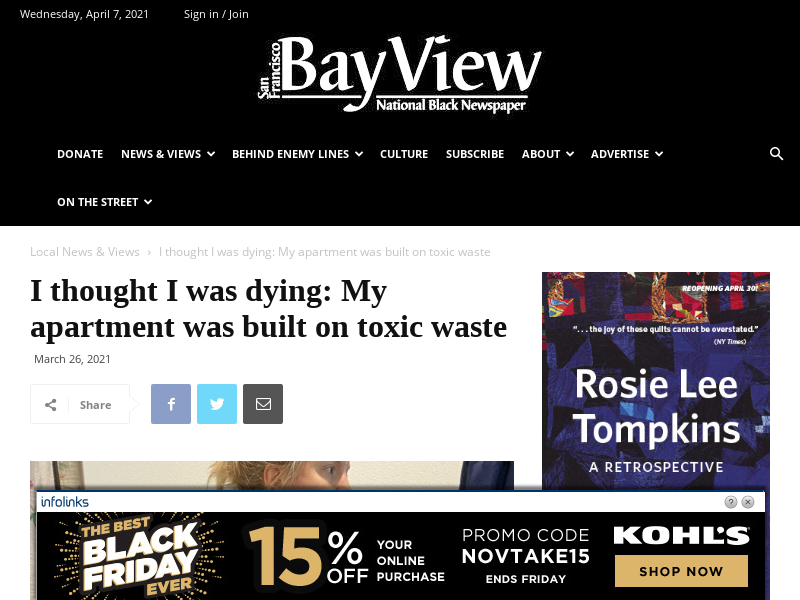 Wednesday, April 7, 2021
Sign in / Join
San Francisco
BayView
National Black Newspaper
DONATE
NEWS & VIEWS
BEHIND ENEMY LINES
CULTURE
SUBSCRIBE
ABOUT
ADVERTISE
ON THE STREET
Local News & Views › I thought I was dying: My apartment was built on toxic waste
I thought I was dying: My
apartment was built on toxic waste
March 26, 2021
Share
REOPENING APRIL 30!
“. . . the joy of these quilts cannot be overstated.”
(NY Times)
Rosie Lee
Tompkins
A RETROSPECTIVE
infolinks
THE BEST
BLACK
FRIDAY
EVER
15% OFF
YOUR
ONLINE
PURCHASE
PROMO CODE
NOVTAKE15
ENDS FRIDAY
KOHL'S
SHOP NOW